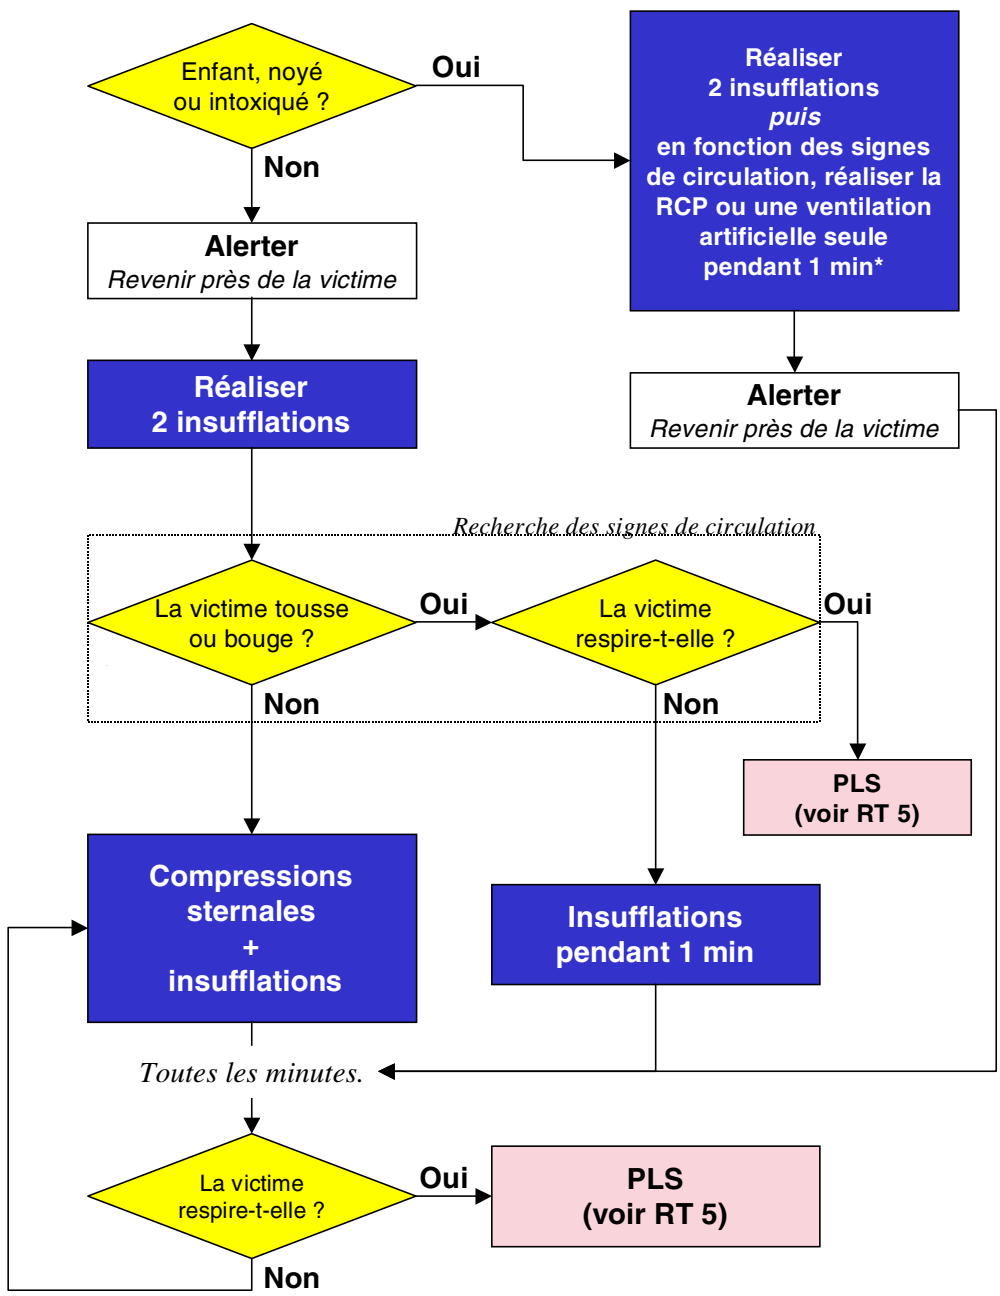 Enfant, noyé
ou intoxiqué ?
Oui
Non
Réaliser
2 insufflations
puis
en fonction des signes
de circulation, réaliser la
RCP ou une ventilation
artificielle seule
pendant 1 min*
Alerter
Revenir près de la victime
Réaliser
2 insufflations
Alerter
Revenir près de la victime
Recherche des signes de circulation
La victime tousse
ou bouge ?
Oui
La victime
respire-t-elle ?
Oui
Non
Non
PLS
(voir RT 5)
Compressions
sternales
+
insufflations
Insufflations
pendant 1 min
Toutes les minutes.
La victime
respire-t-elle ?
Oui
PLS
(voir RT 5)
Non